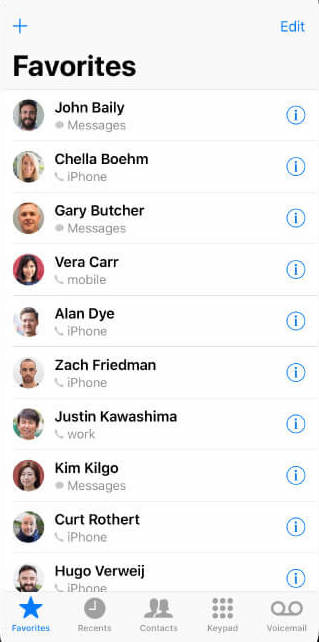 Edit
Favorites
John Baily
Messages
Chella Boehm
iPhone
Gary Butcher
Messages
Vera Carr
mobile
Alan Dye
iPhone
Zach Friedman
iPhone
Justin Kawashima
work
Kim Kilgo
Messages
Curt Rothert
iPhone
Hugo Verweij
iPhone
Favorites Recents Contacts Keypad Voicemail